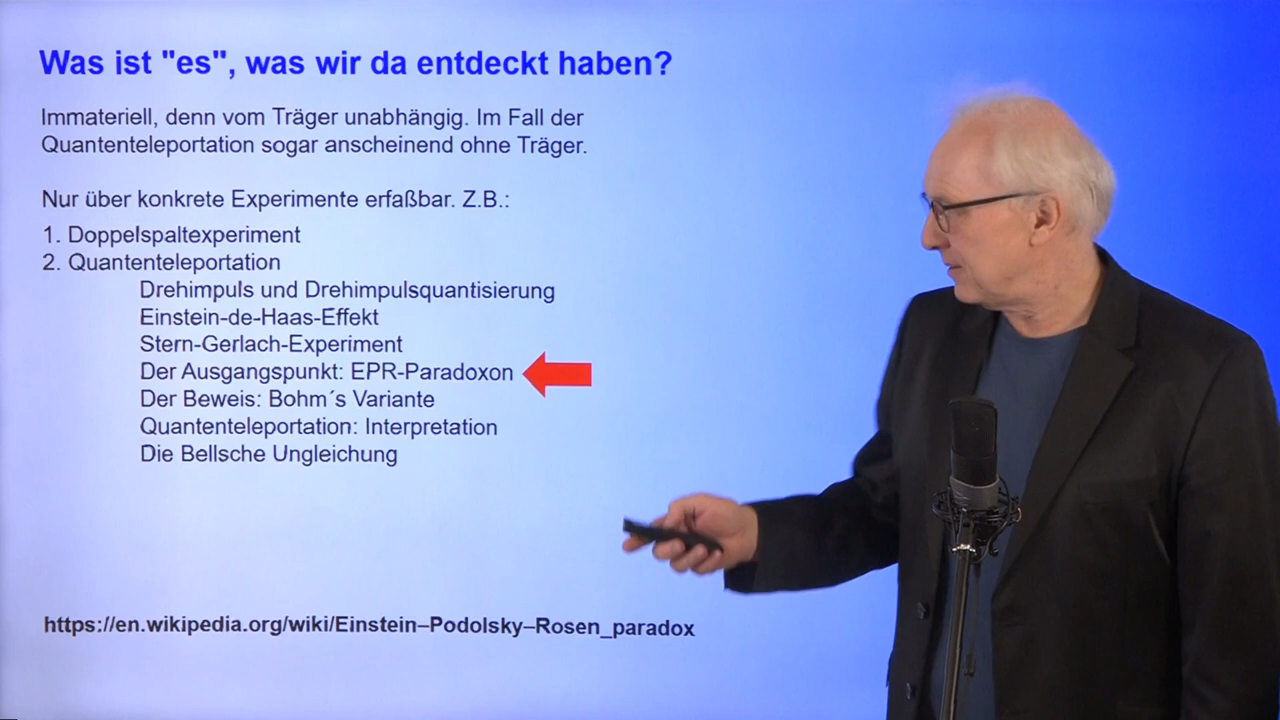 Was ist "es", was wir da entdeckt haben?
Immateriell, denn vom Träger unabhängig. Im Fall der
Quantenteleportation sogar anscheinend ohne Träger.
Nur über konkrete Experimente erfaßbar. Z.B.:
1. Doppelspaltexperiment
2. Quantenteleportation
Drehimpuls und Drehimpulsquantisierung
Einstein-de-Haas-Effekt
Stern-Gerlach-Experiment
Der Ausgangspunkt: EPR-Paradoxon
Der Beweis: Bohm´s Variante
Quantenteleportation: Interpretation
Die Bellsche Ungleichung
https://en.wikipedia.org/wiki/Einstein–Podolsky–Rosen_paradox